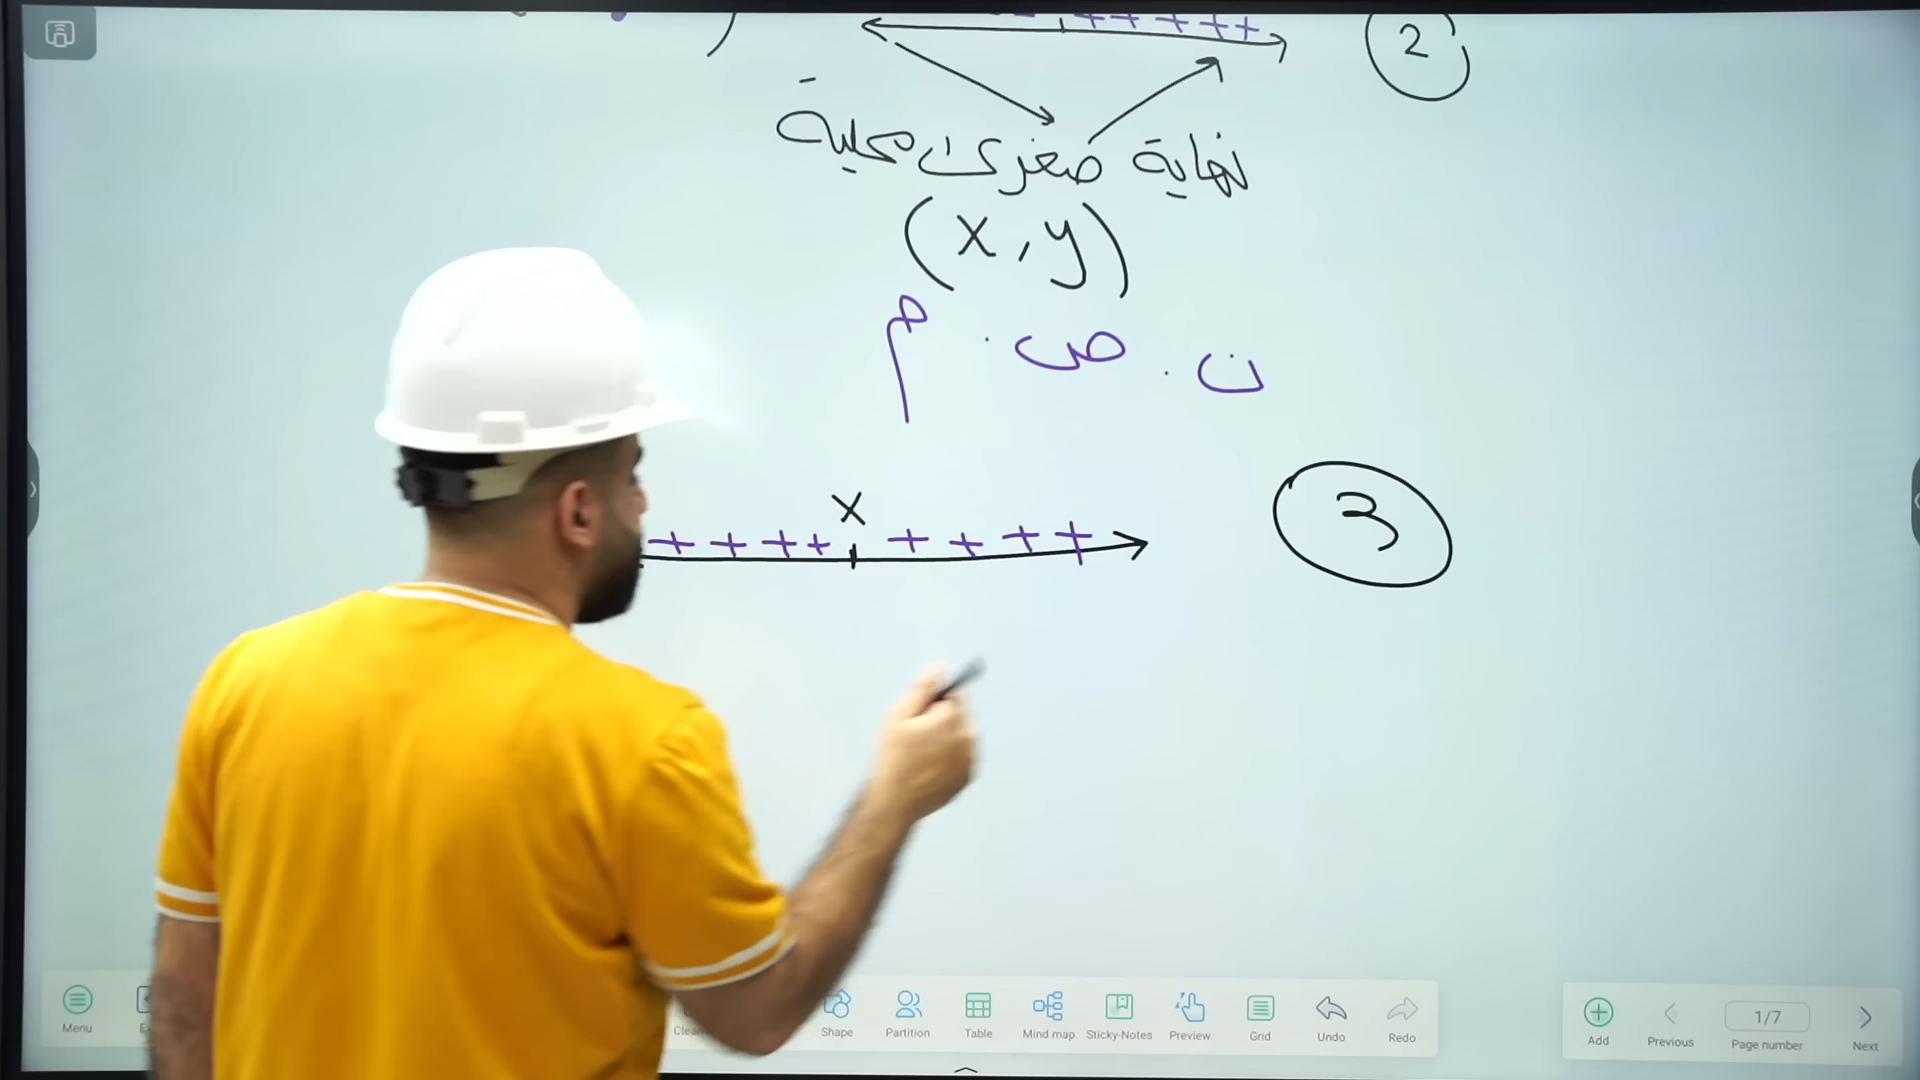 + + + + + 2
نهاية صغرى محلية
(x, y)
ن . ص . م
x
+ + + + + + + + 3
Menu Shape Partition Table Mind map Sticky-Notes Preview Grid Undo Redo Add Previous 1/7 Page number Next